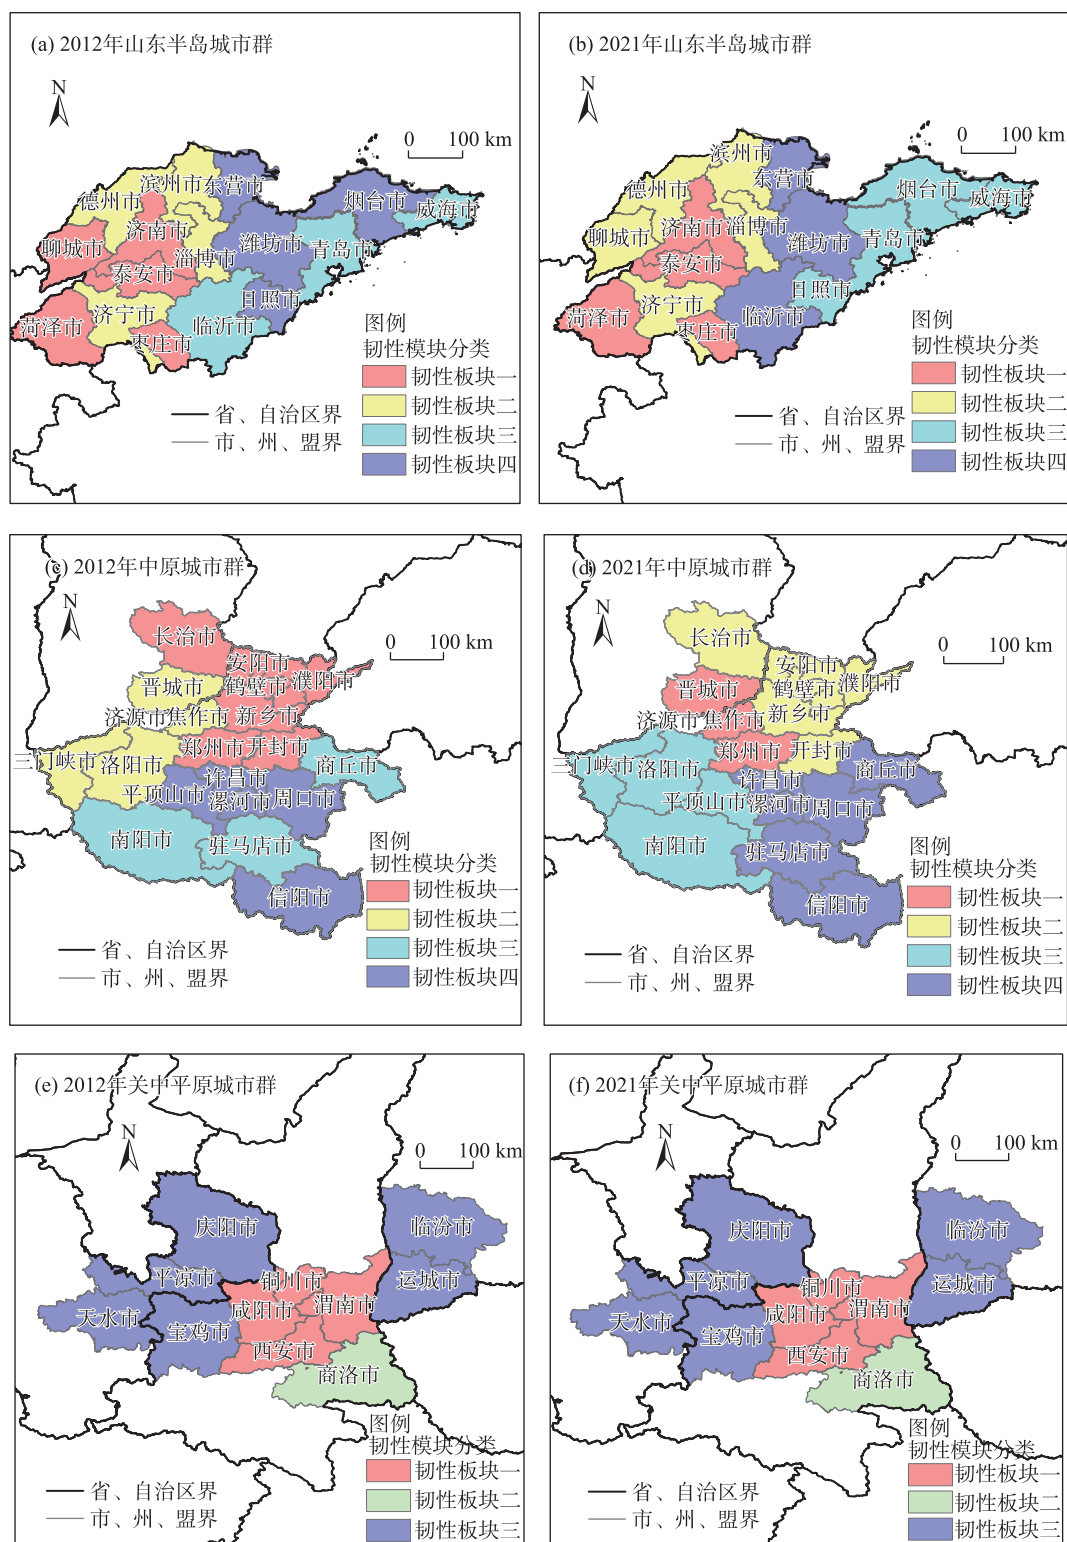 (a) 2012年山东半岛城市群
N
0 100 km
滨州市
东营市
德州市
烟台市
威海市
济南市
聊城市
淄博市
潍坊市
青岛市
泰安市
日照市
济宁市
菏泽市
临沂市
枣庄市
图例
韧性模块分类
韧性板块一
韧性板块二
韧性板块三
韧性板块四
省、自治区界
市、州、盟界
(b) 2021年山东半岛城市群
N
0 100 km
滨州市
东营市
德州市
烟台市
威海市
济南市
淄博市
聊城市
潍坊市
青岛市
泰安市
日照市
济宁市
菏泽市
临沂市
枣庄市
图例
韧性模块分类
韧性板块一
韧性板块二
韧性板块三
韧性板块四
省、自治区界
市、州、盟界
(c) 2012年中原城市群
N
0 100 km
长治市
安阳市
濮阳市
晋城市
鹤壁市
济源市
焦作市
新乡市
三门峡市
洛阳市
郑州市
开封市
商丘市
许昌市
平顶山市
漯河市
周口市
南阳市
驻马店市
信阳市
图例
韧性模块分类
韧性板块一
韧性板块二
韧性板块三
韧性板块四
省、自治区界
市、州、盟界
(d) 2021年中原城市群
N
0 100 km
长治市
安阳市
濮阳市
晋城市
鹤壁市
济源市
焦作市
新乡市
三门峡市
洛阳市
郑州市
开封市
商丘市
许昌市
平顶山市
漯河市
周口市
南阳市
驻马店市
信阳市
图例
韧性模块分类
韧性板块一
韧性板块二
韧性板块三
韧性板块四
省、自治区界
市、州、盟界
(e) 2012年关中平原城市群
N
0 100 km
庆阳市
临汾市
平凉市
铜川市
运城市
天水市
宝鸡市
咸阳市
渭南市
西安市
商洛市
图例
韧性模块分类
韧性板块一
韧性板块二
韧性板块三
省、自治区界
市、州、盟界
(f) 2021年关中平原城市群
N
0 100 km
庆阳市
临汾市
平凉市
铜川市
运城市
天水市
宝鸡市
咸阳市
渭南市
西安市
商洛市
图例
韧性模块分类
韧性板块一
韧性板块二
韧性板块三
省、自治区界
市、州、盟界